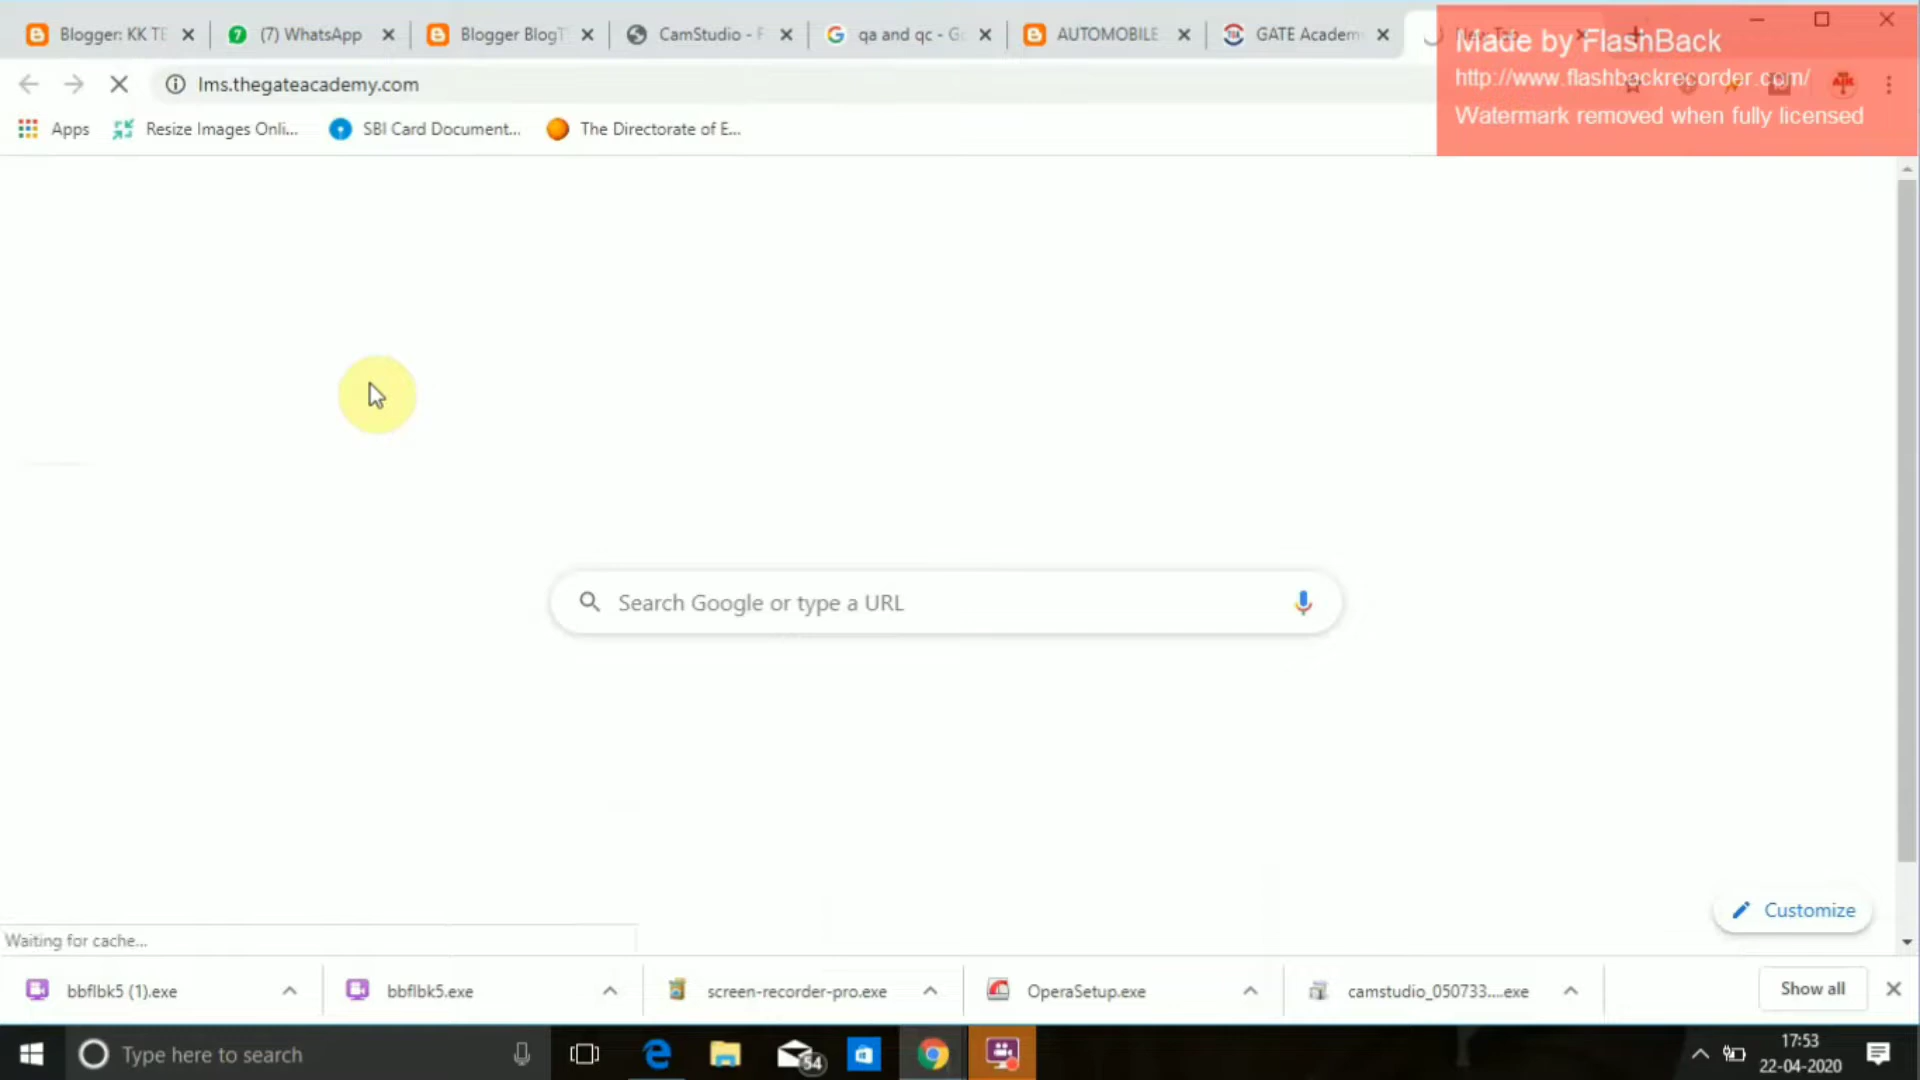 Blogger: KK TE
(7) WhatsApp
Blogger BlogT
CamStudio - F
qa and qc - Go
AUTOMOBILE
GATE Academ
Made by FlashBack
lms.thegateacademy.com
http://www.flashbackrecorder.com/
Watermark removed when fully licensed
Apps
Resize Images Onli...
SBI Card Document...
The Directorate of E...
Search Google or type a URL
Customize
Waiting for cache...
bbflbk5 (1).exe
bbflbk5.exe
screen-recorder-pro.exe
OperaSetup.exe
camstudio_050733....exe
Show all
Type here to search
54
17:53
22-04-2020